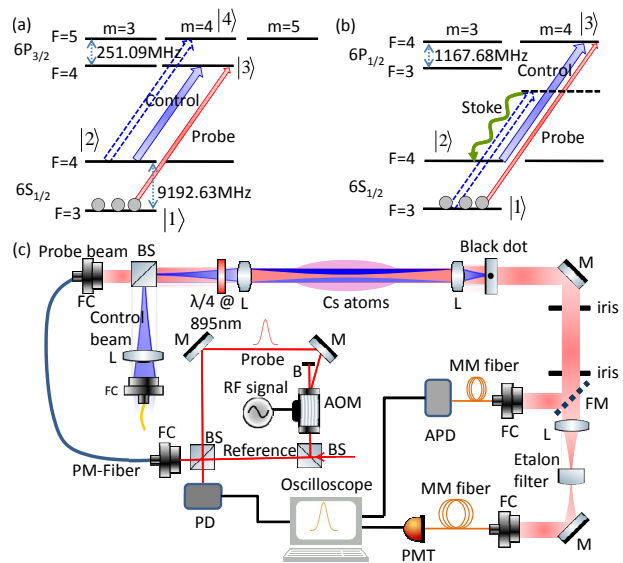 (a)
m=3
m=4
|4⟩
m=5
F=5
6P3/2
251.09MHz
F=4
|3⟩
Control
|2⟩
Probe
F=4
6S1/2
9192.63MHz
F=3
|1⟩
(b)
m=3
m=4
|3⟩
F=4
6P1/2
1167.68MHz
F=3
Control
Stoke
|2⟩
Probe
F=4
6S1/2
F=3
|1⟩
(c)
Probe beam
BS
Black dot
M
FC
λ/4 @
895nm
L
Cs atoms
L
iris
Control
beam
M
Probe
M
L
B
MM fiber
iris
FC
RF signal
AOM
FM
APD
FC
L
FC
BS
Reference
BS
PM-Fiber
Etalon
filter
Oscilloscope
MM fiber
FC
PD
PMT
M